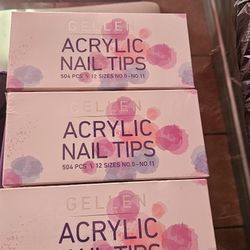 GELLEN
ACRYLIC
NAIL TIPS
504 PCS \ 12 SIZES NO.0-NO.11
GELLEN
ACRYLIC
NAIL TIPS
504 PCS \ 12 SIZES NO.0-NO.11
GELLEN
ACRYLIC
NAIL TIPS